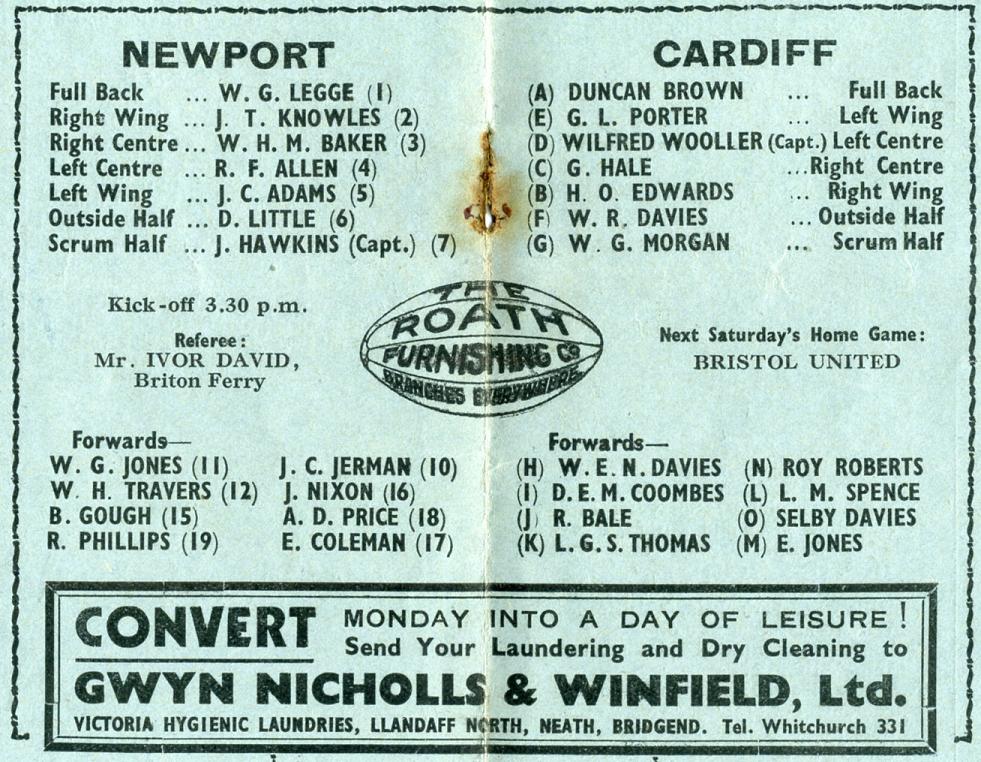 NEWPORT
Full Back ... W. G. LEGGE (1)
Right Wing ... J. T. KNOWLES (2)
Right Centre ... W. H. M. BAKER (3)
Left Centre ... R. F. ALLEN (4)
Left Wing ... J. C. ADAMS (5)
Outside Half ... D. LITTLE (6)
Scrum Half ... J. HAWKINS (Capt.) (7)
CARDIFF
(A) DUNCAN BROWN ... Full Back
(E) G. L. PORTER ... Left Wing
(D) WILFRED WOOLLER (Capt.) Left Centre
(C) G. HALE ... Right Centre
(B) H. O. EDWARDS ... Right Wing
(F) W. R. DAVIES ... Outside Half
(G) W. G. MORGAN ... Scrum Half
Kick-off 3.30 p.m.
Referee:
Mr. IVOR DAVID,
Briton Ferry
THE
ROATH
FURNISHING Co
BRANCHES EVERYWHERE
Next Saturday's Home Game:
BRISTOL UNITED
Forwards—
W. G. JONES (11) J. C. JERMAN (10)
W. H. TRAVERS (12) J. NIXON (16)
B. GOUGH (15) A. D. PRICE (18)
R. PHILLIPS (19) E. COLEMAN (17)
Forwards—
(H) W. E. N. DAVIES (N) ROY ROBERTS
(I) D. E. M. COOMBES (L) L. M. SPENCE
(J) R. BALE (O) SELBY DAVIES
(K) L. G. S. THOMAS (M) E. JONES
CONVERT MONDAY INTO A DAY OF LEISURE!
Send Your Laundering and Dry Cleaning to
GWYN NICHOLLS & WINFIELD, Ltd.
VICTORIA HYGIENIC LAUNDRIES, LLANDAFF NORTH, NEATH, BRIDGEND. Tel. Whitchurch 331